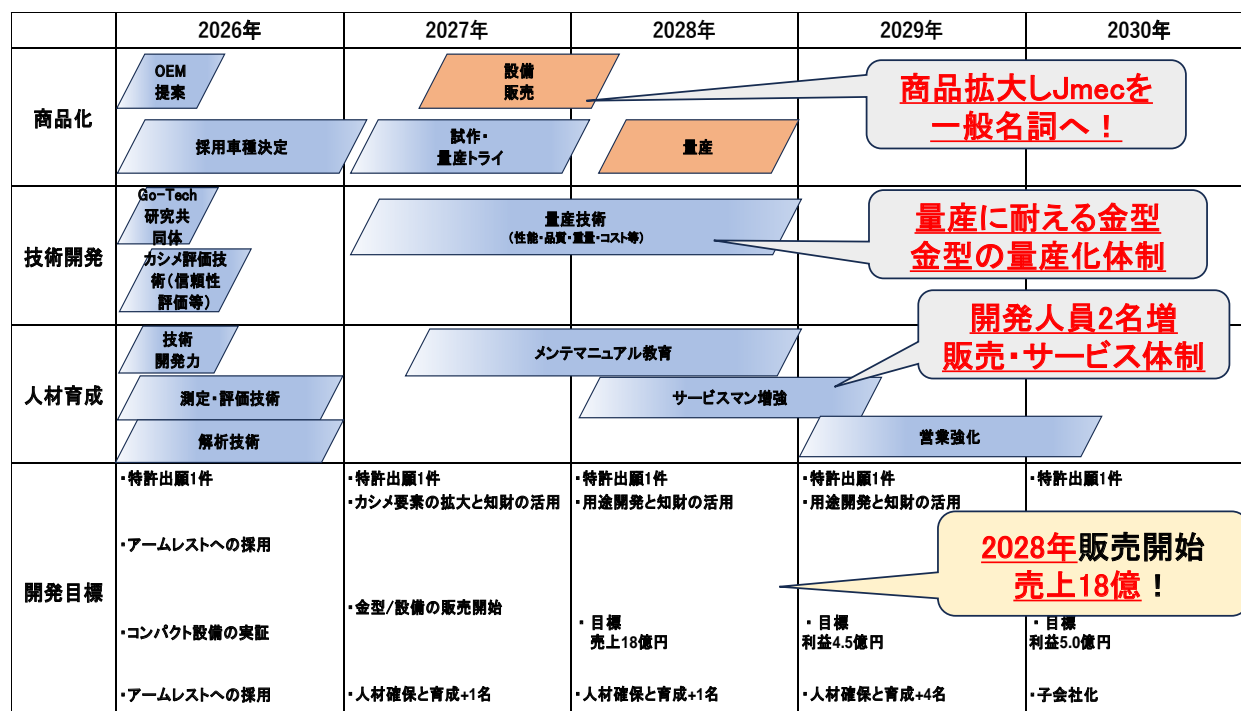 2026年
2027年
2028年
2029年
2030年
商品化
OEM
提案
設備
販売
採用車種決定
試作・
量産トライ
量産
商品拡大しJmecを
一般名詞へ！
技術開発
Go-Tech
研究共
同体
カシメ評価技
術（信頼性
評価等）
量産技術
（性能・品質・重量・コスト等）
量産に耐える金型
金型の量産化体制
人材育成
技術
開発力
メンテマニュアル教育
測定・評価技術
サービスマン増強
解析技術
営業強化
開発人員2名増
販売・サービス体制
開発目標
・特許出願1件
・アームレストへの採用
・コンパクト設備の実証
・アームレストへの採用
・特許出願1件
・カシメ要素の拡大と知財の活用
・金型/設備の販売開始
・人材確保と育成+1名
・特許出願1件
・用途開発と知財の活用
・目標
売上18億円
・人材確保と育成+1名
・特許出願1件
・用途開発と知財の活用
・目標
利益4.5億円
・人材確保と育成+4名
・特許出願1件
・目標
利益5.0億円
・子会社化
2028年販売開始
売上18億！